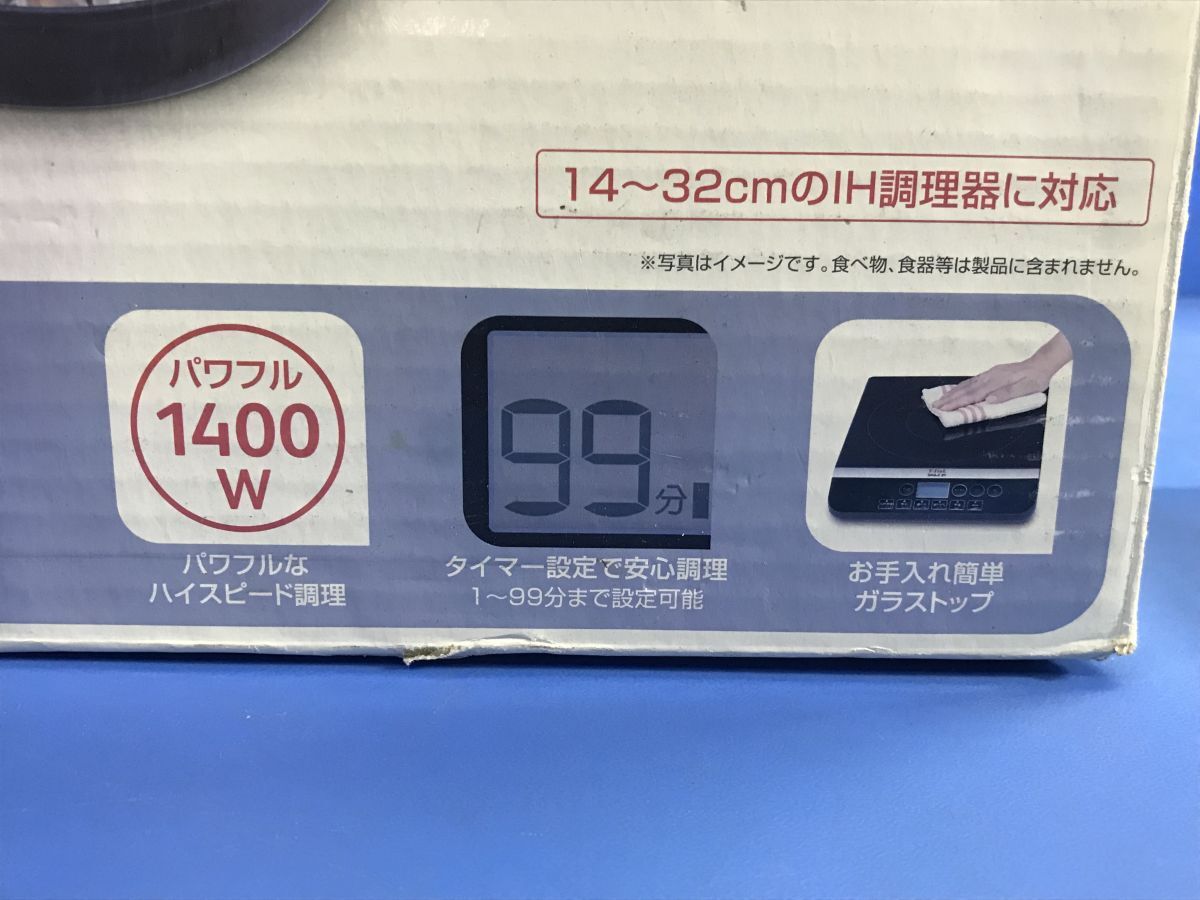 14～32cmのIH調理器に対応
※写真はイメージです。食べ物、食器等は製品に含まれません。
パワフル
1400
W
パワフルな
ハイスピード調理
99分
タイマー設定で安心調理
1～99分まで設定可能
T-fal
お手入れ簡単
ガラストップ